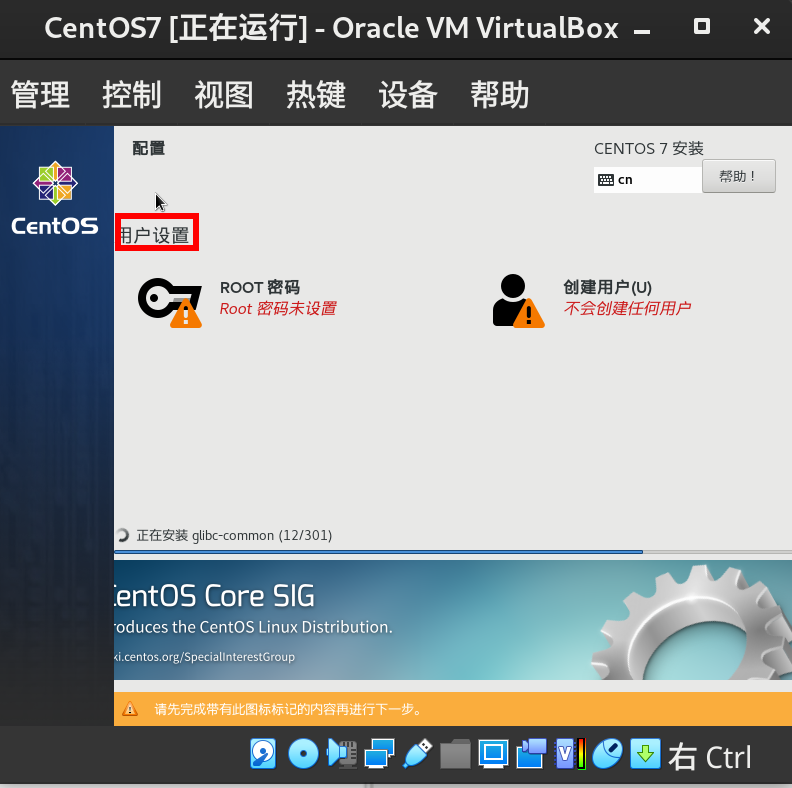 CentOS7 [正在运行] - Oracle VM VirtualBox
管理 控制 视图 热键 设备 帮助
配置
CENTOS 7 安装
cn
帮助！
CentOS
用户设置
ROOT 密码
Root 密码未设置
创建用户(U)
不会创建任何用户
正在安装 glibc-common (12/301)
CentOS Core SIG
roduces the CentOS Linux Distribution.
ki.centos.org/SpecialInterestGroup
请先完成带有此图标标记的内容再进行下一步。
V
右 Ctrl